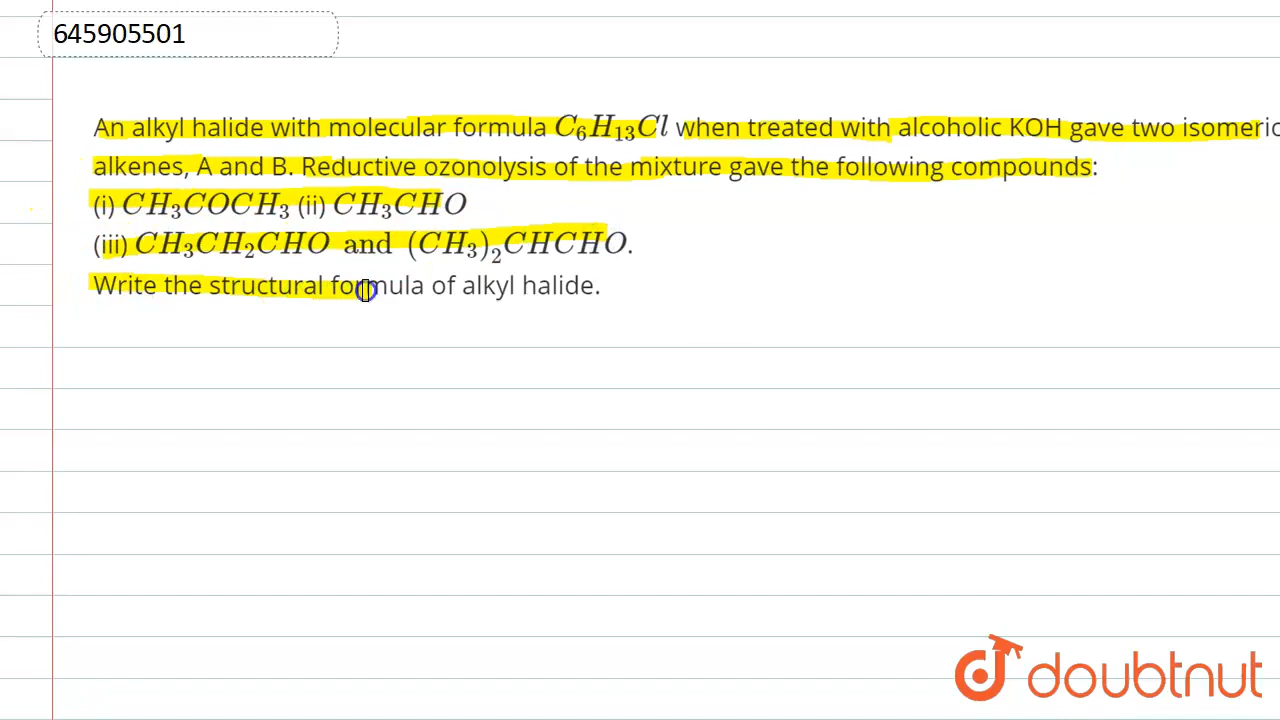 645905501
An alkyl halide with molecular formula C₆H₁₃Cl when treated with alcoholic KOH gave two isomeric
alkenes, A and B. Reductive ozonolysis of the mixture gave the following compounds:
(i) CH₃COCH₃ (ii) CH₃CHO
(iii) CH₃CH₂CHO and (CH₃)₂CHCHO.
Write the structural formula of alkyl halide.
doubtnut